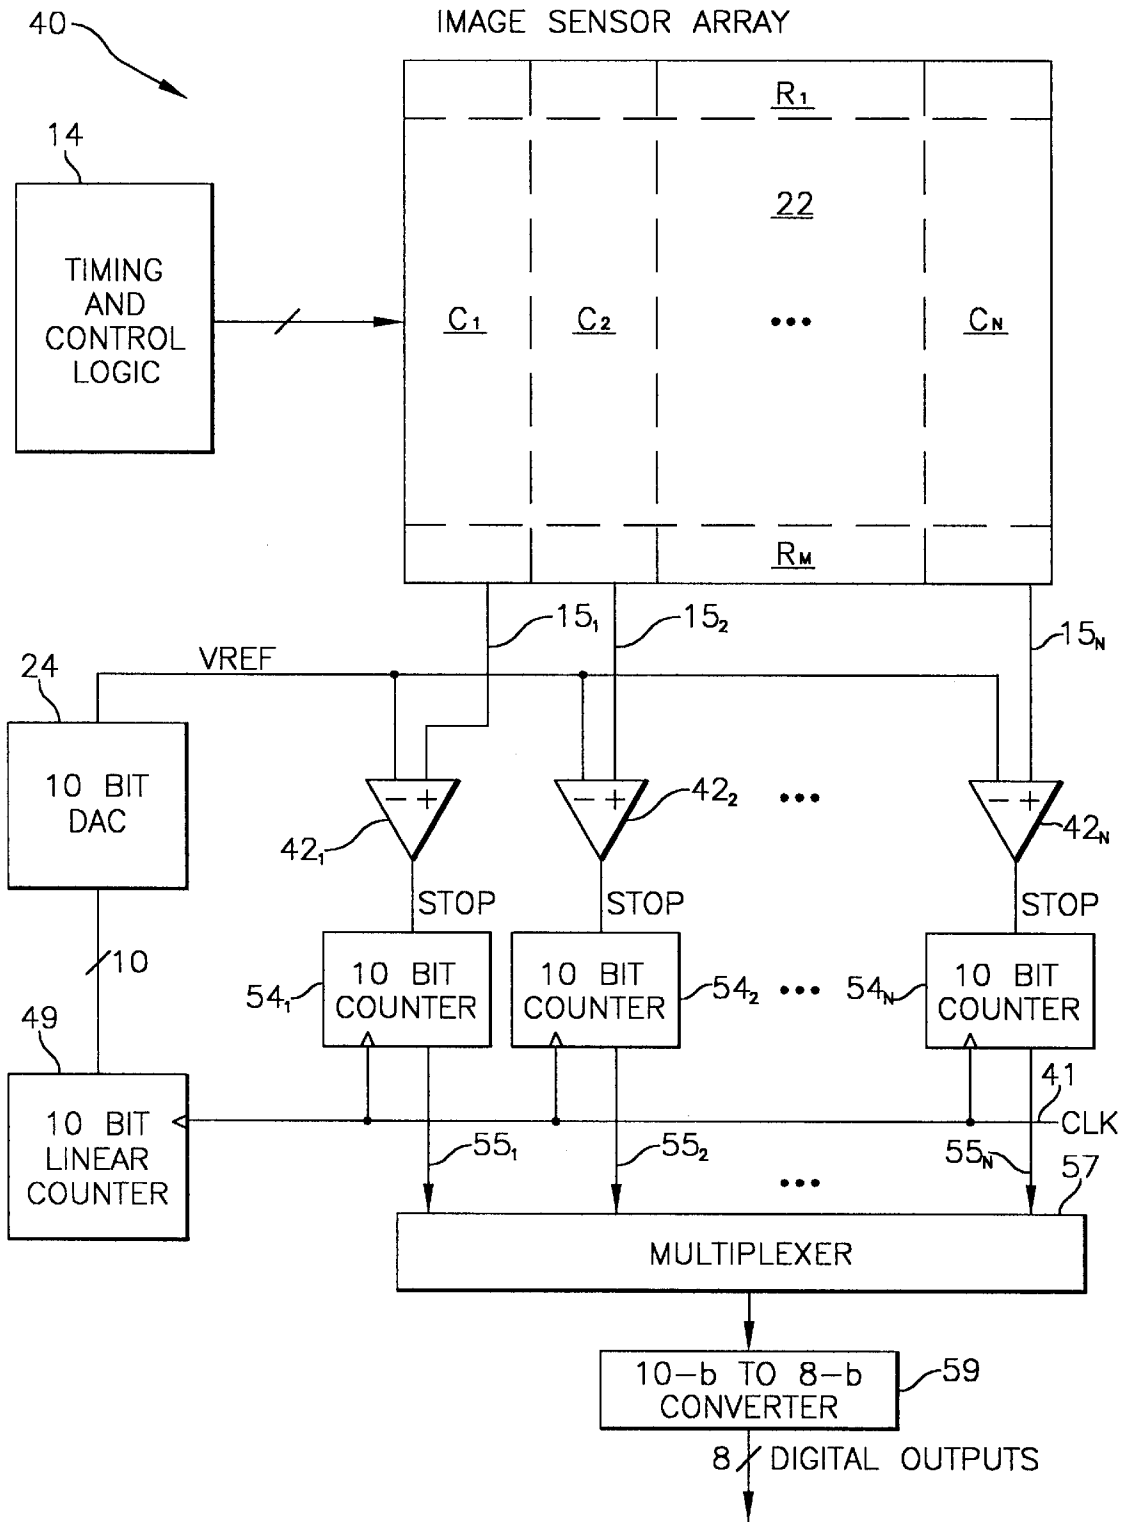 IMAGE SENSOR ARRAY
40
R1
14
22
TIMING
AND
CONTROL
LOGIC
C1 C2 ••• CN
RM
151 152 15N
VREF
24
10 BIT
DAC
− + − + ••• − +
421 422 42N
STOP STOP STOP
10
10 BIT
COUNTER
10 BIT
COUNTER
10 BIT
COUNTER
541 542 ••• 54N
49
41
CLK
10 BIT
LINEAR
COUNTER
551 552 ••• 55N
57
MULTIPLEXER
10-b TO 8-b
CONVERTER
59
8 DIGITAL OUTPUTS